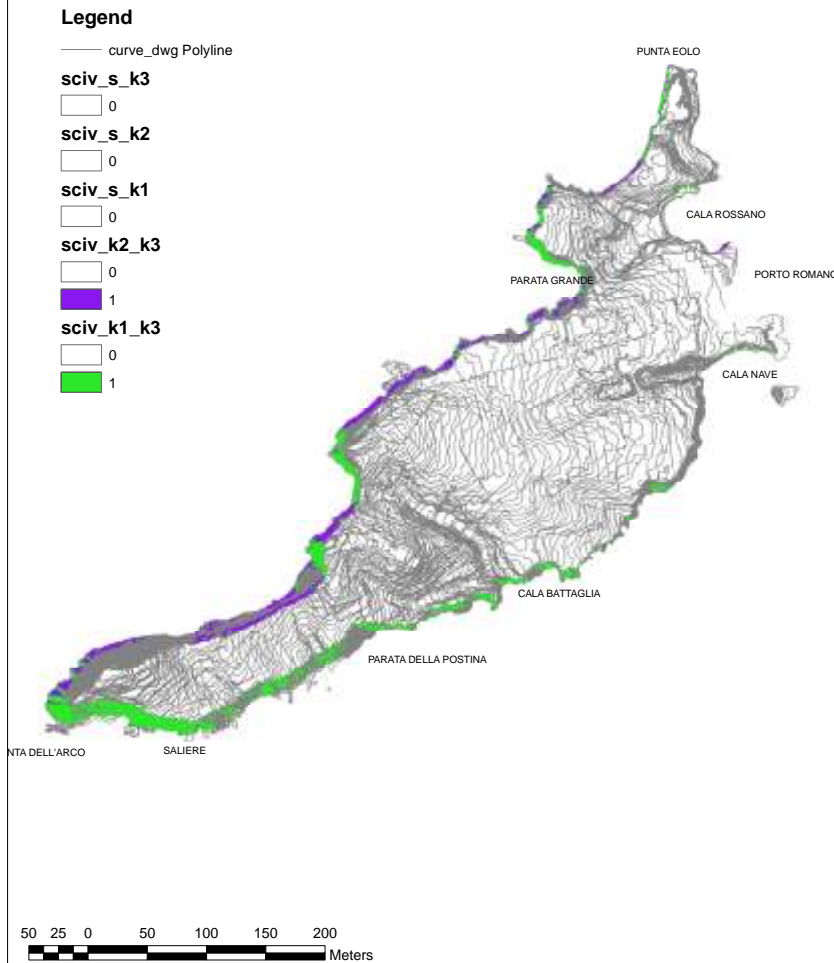 Legend
curve_dwg Polyline
sciv_s_k3
0
sciv_s_k2
0
sciv_s_k1
0
sciv_k2_k3
0
1
sciv_k1_k3
0
1
PUNTA EOLO
CALA ROSSANO
PORTO ROMANO
PARATA GRANDE
CALA NAVE
CALA BATTAGLIA
PARATA DELLA POSTINA
NTA DELL'ARCO
SALIERE
50 25 0 50 100 150 200
Meters